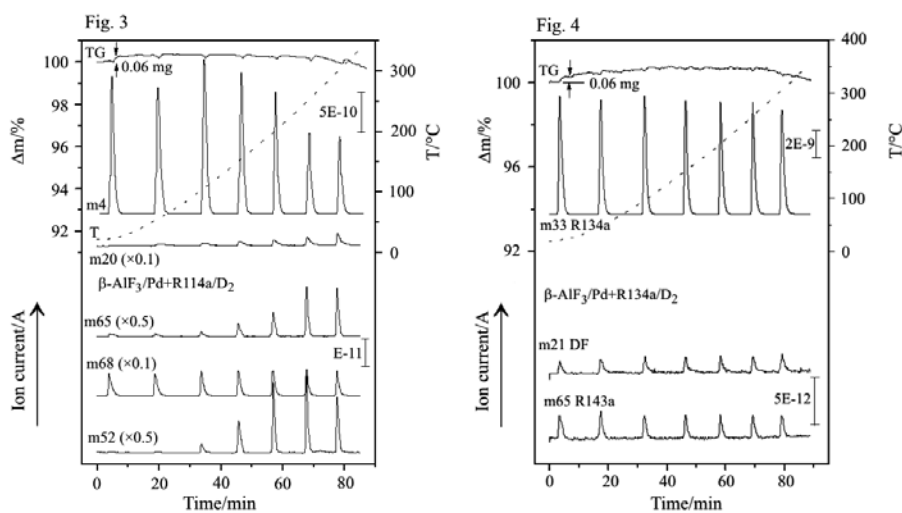 Fig. 3
TG
0.06 mg
100
98
96
94
92
Δm/%
300
200
100
0
T/°C
5E-10
m4
T
m20 (×0.1)
β-AlF₃/Pd+R114a/D₂
m65 (×0.5)
E-11
m68 (×0.1)
m52 (×0.5)
Ion current/A
0 20 40 60 80
Time/min
Fig. 4
TG
0.06 mg
100
96
92
Δm/%
400
350
300
250
200
150
100
50
0
T/°C
2E-9
m33 R134a
β-AlF₃/Pd+R134a/D₂
m21 DF
5E-12
m65 R143a
Ion current/A
0 20 40 60 80
Time/min